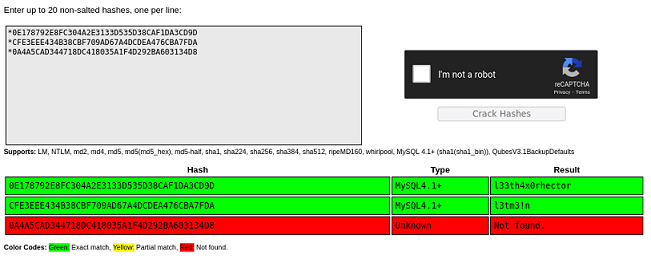 Enter up to 20 non-salted hashes, one per line:
*0E178792E8FC304A2E3133D535D38CAF1DA3CD9D
*CFE3EEE434B38CBF709AD67A4DCDEA476CBA7FDA
*0A4A5CAD344718DC418035A1F4D292BA603134D8
I'm not a robot
reCAPTCHA
Privacy - Terms
Crack Hashes
Supports: LM, NTLM, md2, md4, md5, md5(md5_hex), md5-half, sha1, sha224, sha256, sha384, sha512, ripeMD160, whirlpool, MySQL 4.1+ (sha1(sha1_bin)), QubesV3.1BackupDefaults
Hash Type Result
0E178792E8FC304A2E3133D535D38CAF1DA3CD9D MySQL4.1+ l33th4x0rhector
CFE3EEE434B38CBF709AD67A4DCDEA476CBA7FDA MySQL4.1+ l3tm3!n
0A4A5CAD344718DC418035A1F4D292BA603134D8 Unknown Not found.
Color Codes: Green: Exact match, Yellow: Partial match, Red: Not found.